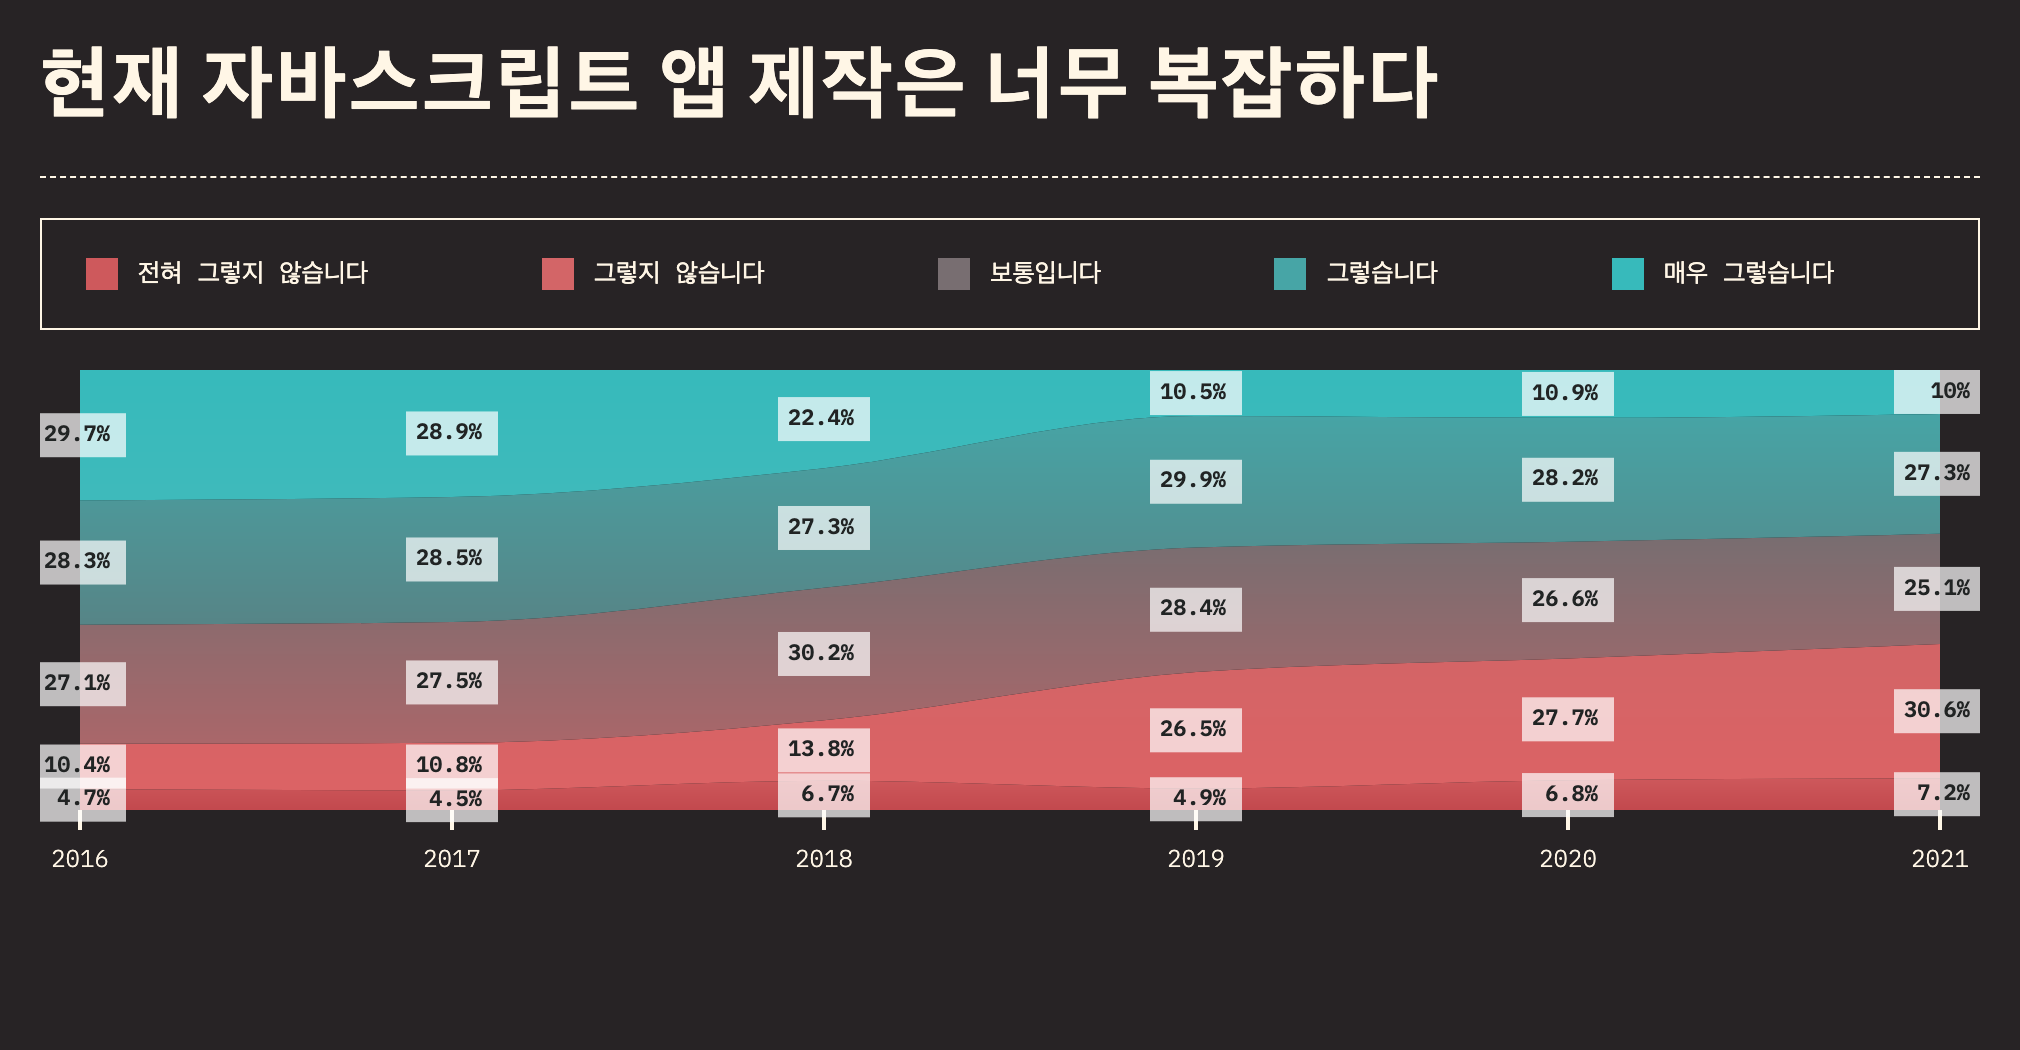 현재 자바스크립트 앱 제작은 너무 복잡하다
전혀 그렇지 않습니다 그렇지 않습니다 보통입니다 그렇습니다 매우 그렇습니다
29.7% 28.9% 22.4% 10.5% 10.9% 10%
28.3% 28.5% 27.3% 29.9% 28.2% 27.3%
27.1% 27.5% 30.2% 28.4% 26.6% 25.1%
10.4% 10.8% 13.8% 26.5% 27.7% 30.6%
4.7% 4.5% 6.7% 4.9% 6.8% 7.2%
2016 2017 2018 2019 2020 2021